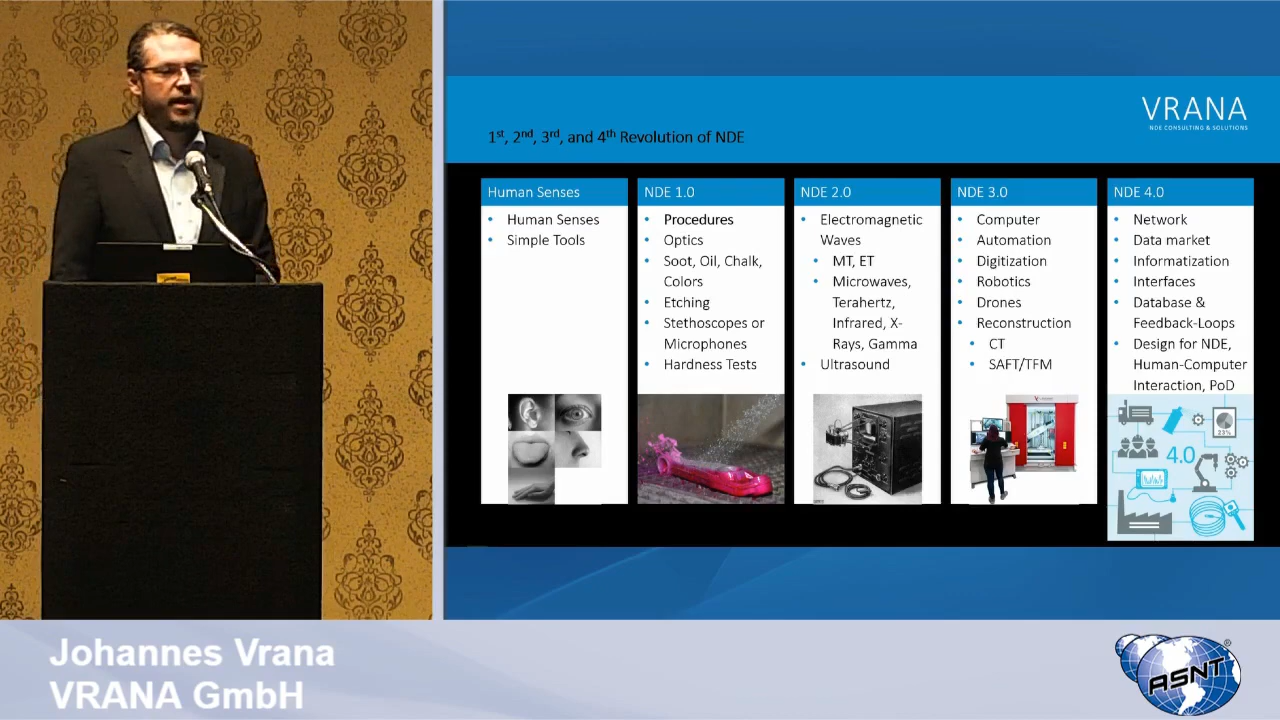 VRANA
NDE CONSULTING & SOLUTIONS
1st, 2nd, 3rd, and 4th Revolution of NDE
Human Senses
• Human Senses
• Simple Tools
NDE 1.0
• Procedures
• Optics
• Soot, Oil, Chalk,
Colors
• Etching
• Stethoscopes or
Microphones
• Hardness Tests
NDE 2.0
• Electromagnetic
Waves
• MT, ET
• Microwaves,
Terahertz,
Infrared, X-
Rays, Gamma
• Ultrasound
NDE 3.0
• Computer
• Automation
• Digitization
• Robotics
• Drones
• Reconstruction
• CT
• SAFT/TFM
NDE 4.0
• Network
• Data market
• Informatization
• Interfaces
• Database &
Feedback-Loops
• Design for NDE,
Human-Computer
Interaction, PoD
23%
4.0
Johannes Vrana
VRANA GmbH
ASNT
®